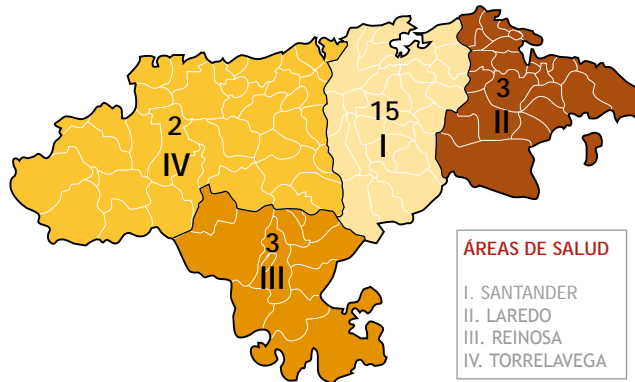 3
II
15
I
2
IV
3
III
ÁREAS DE SALUD
I. SANTANDER
II. LAREDO
III. REINOSA
IV. TORRELAVEGA